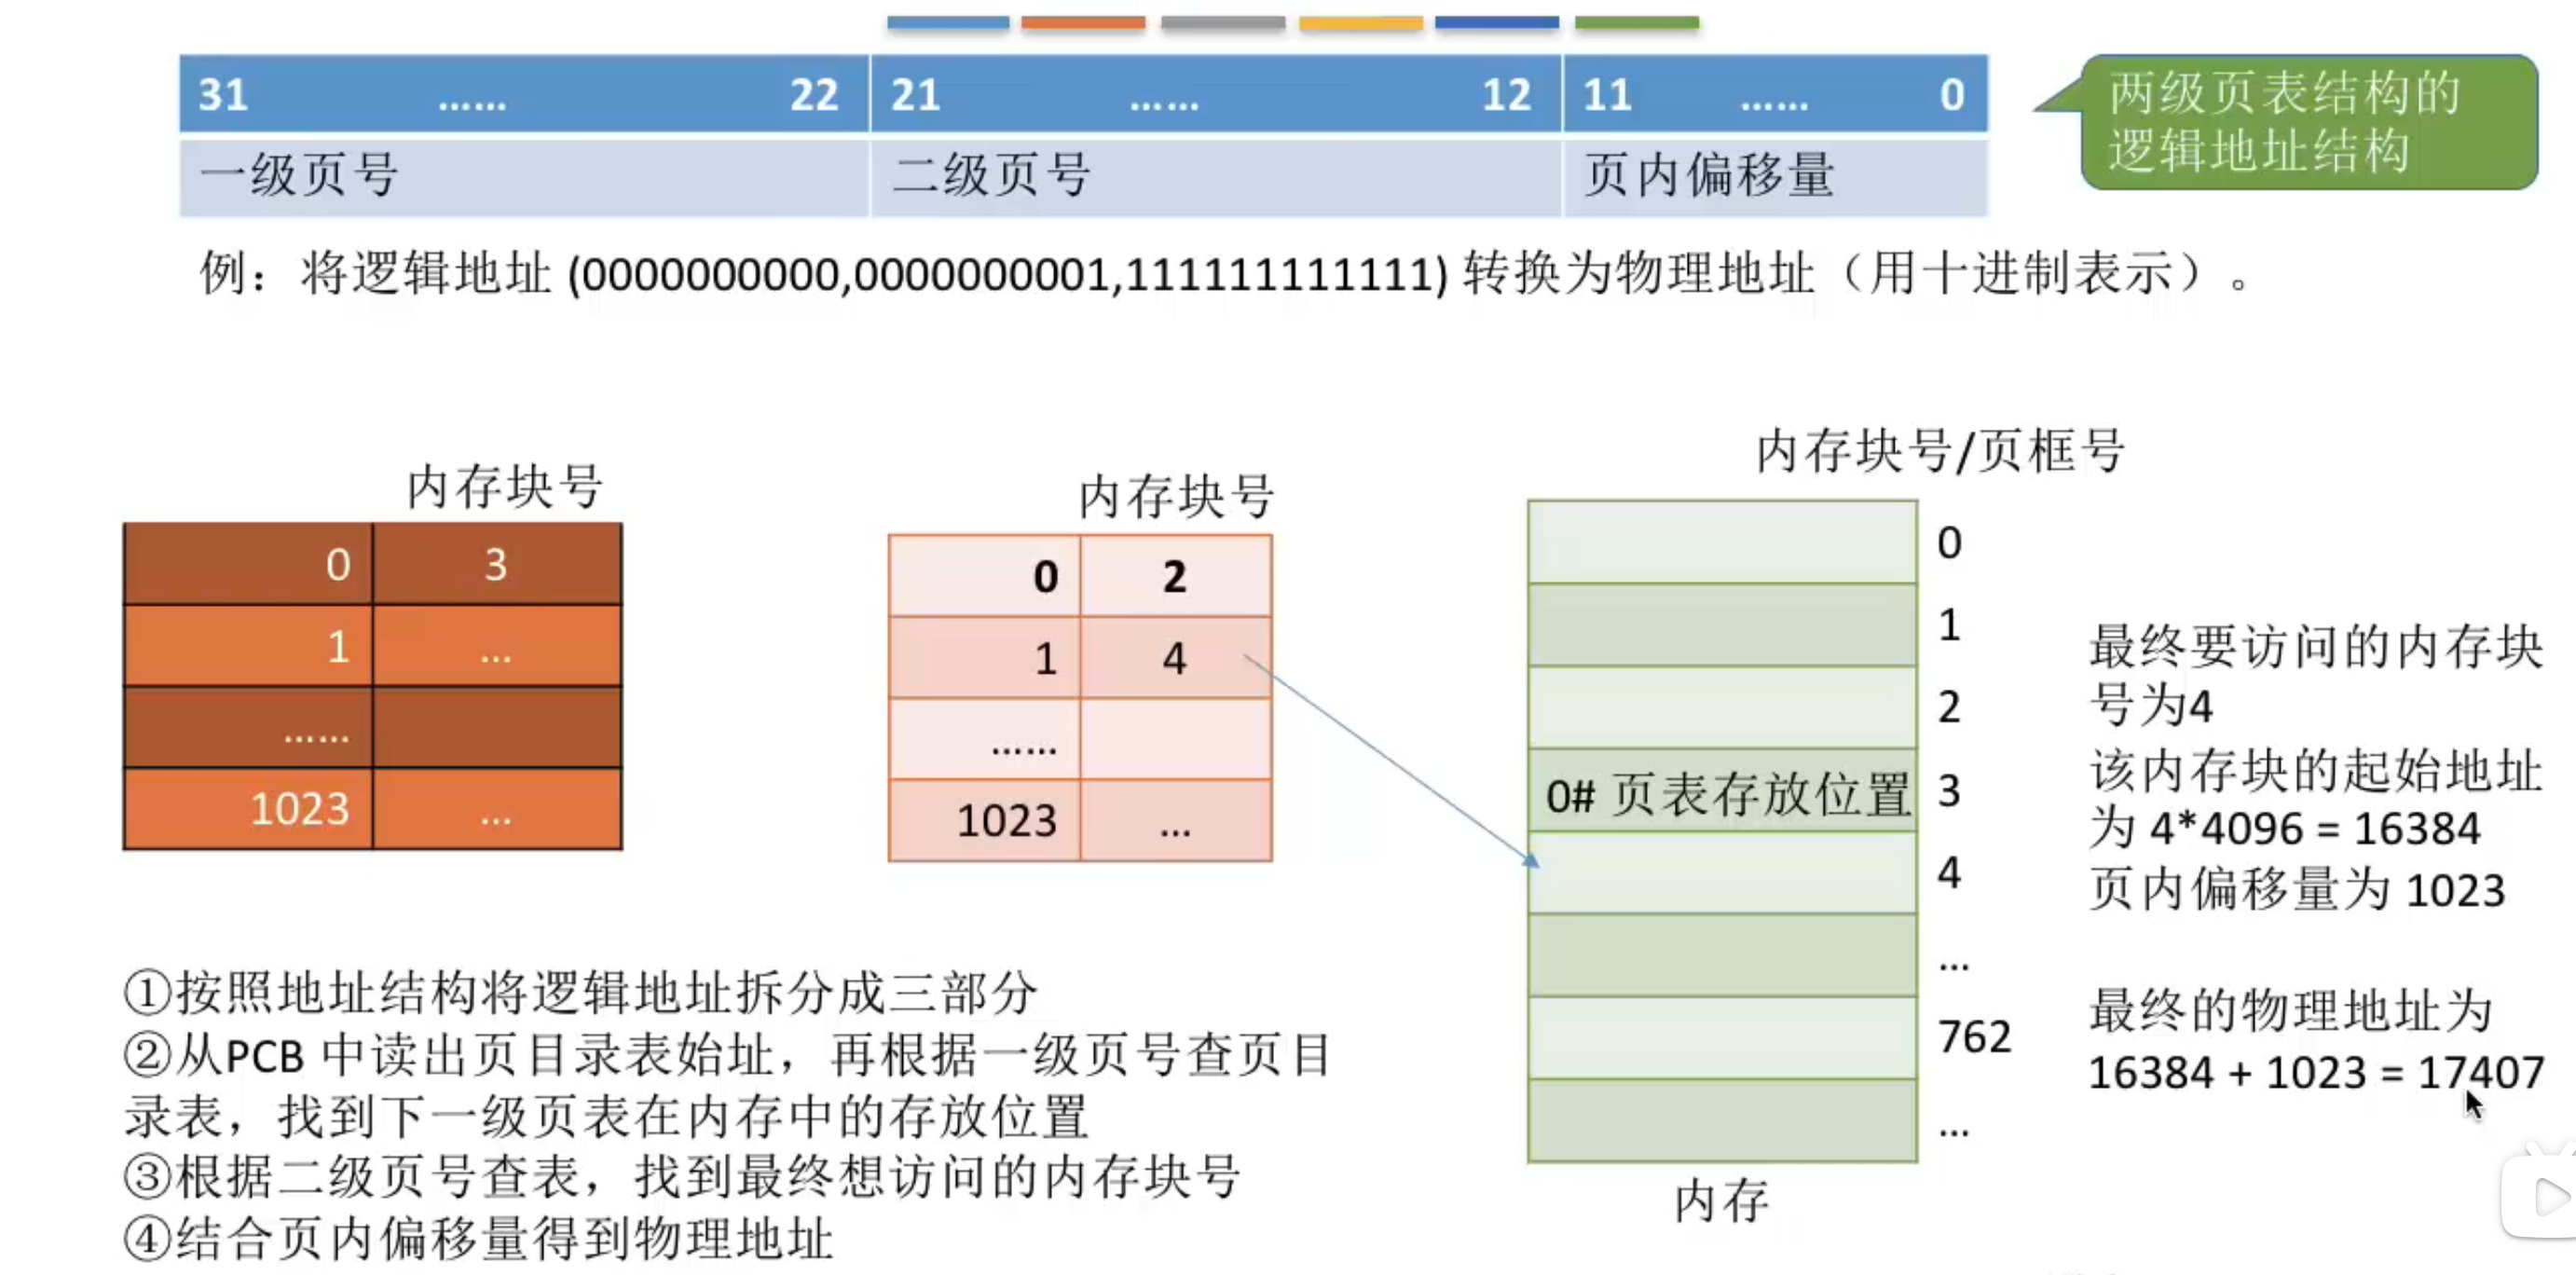 31 …… 22 21 …… 12 11 …… 0
一级页号 二级页号 页内偏移量
两级页表结构的
逻辑地址结构
例：将逻辑地址 (0000000000,0000000001,111111111111) 转换为物理地址（用十进制表示）。
内存块号
0 3
1 …
……
1023 …
内存块号
0 2
1 4
……
1023 …
内存块号/页框号
0
1
2
0# 页表存放位置 3
4
…
762
…
内存
最终要访问的内存块
号为4
该内存块的起始地址
为 4*4096 = 16384
页内偏移量为 1023
最终的物理地址为
16384 + 1023 = 17407
①按照地址结构将逻辑地址拆分成三部分
②从PCB 中读出页目录表始址，再根据一级页号查页目
录表，找到下一级页表在内存中的存放位置
③根据二级页号查表，找到最终想访问的内存块号
④结合页内偏移量得到物理地址